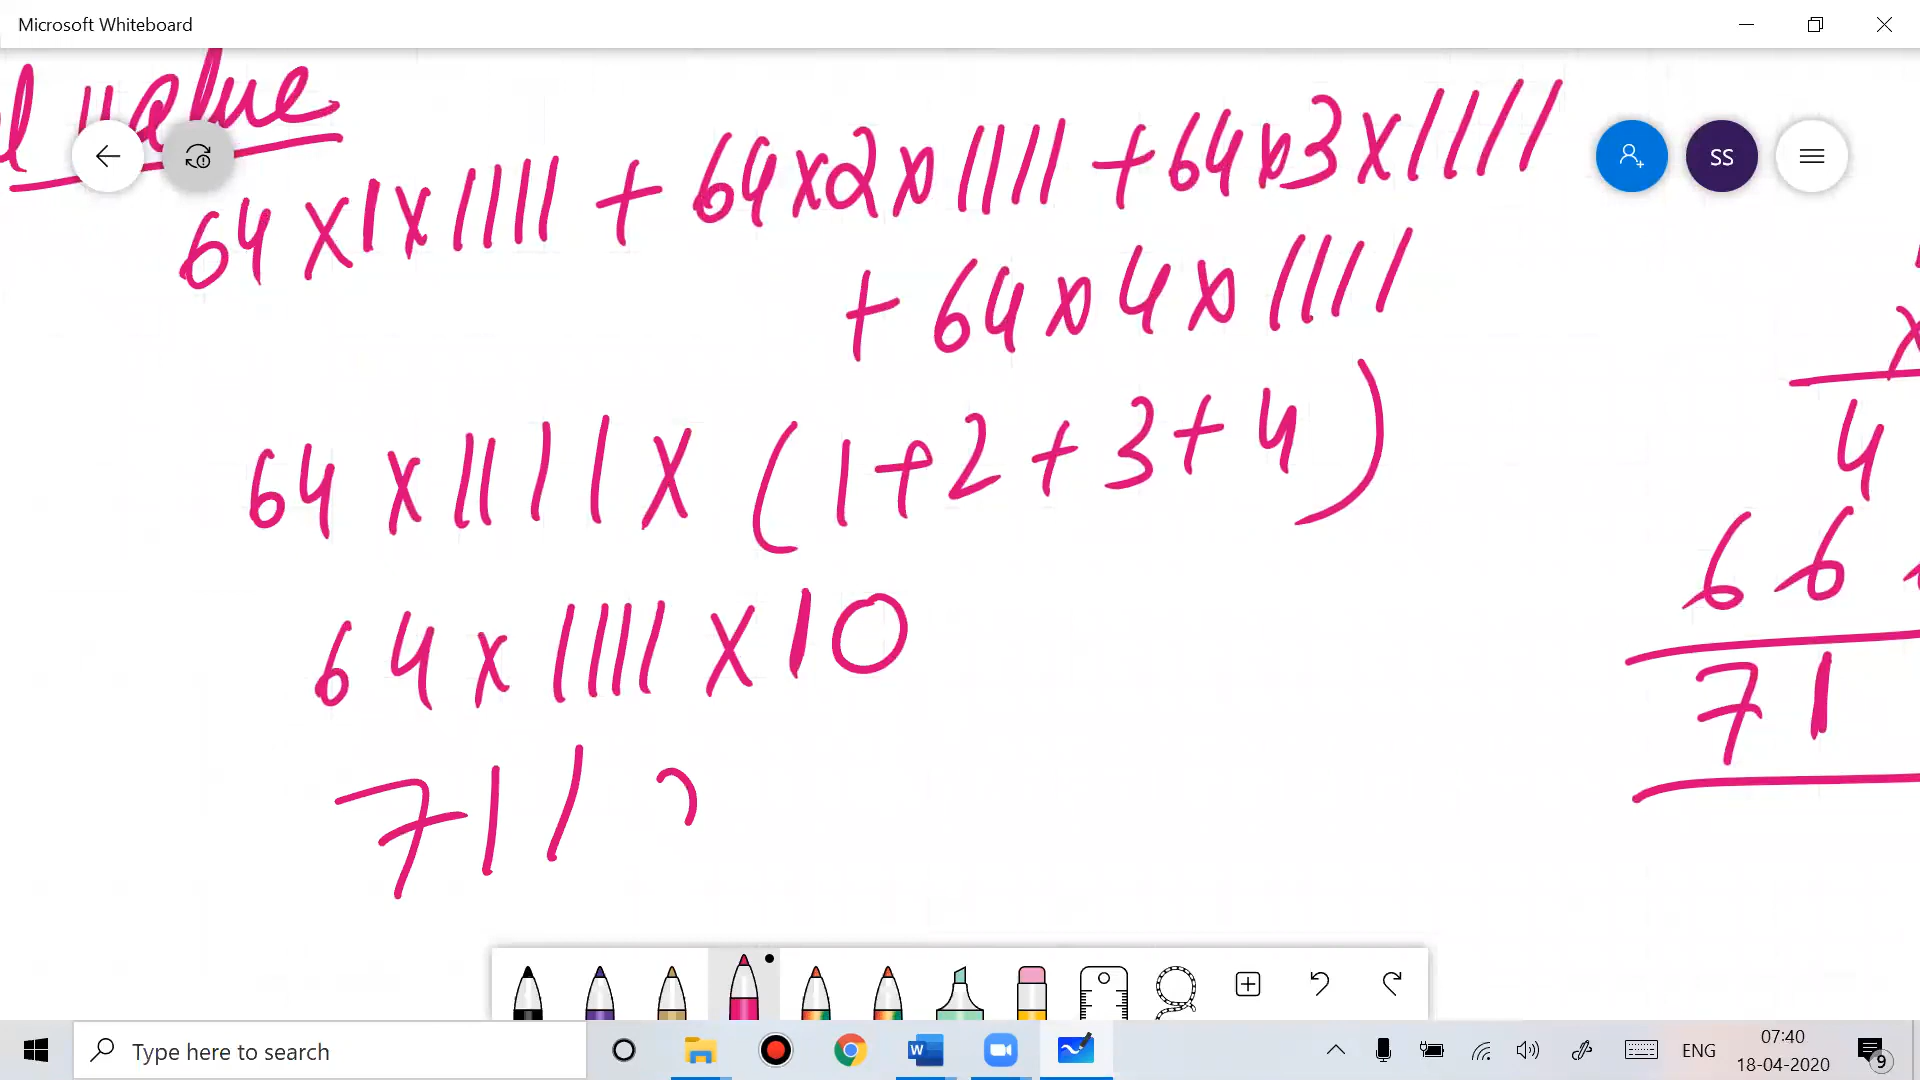 Microsoft Whiteboard
value
64 x 1 x 1111 + 64 x 2 x 1111 + 64 x 3 x 1111
+ 64 x 4 x 1111
SS
64 x 1111 x (1 + 2 + 3 + 4)
64 x 1111 x 10
711
x
4
66
71
Type here to search
ENG
07:40
18-04-2020
9